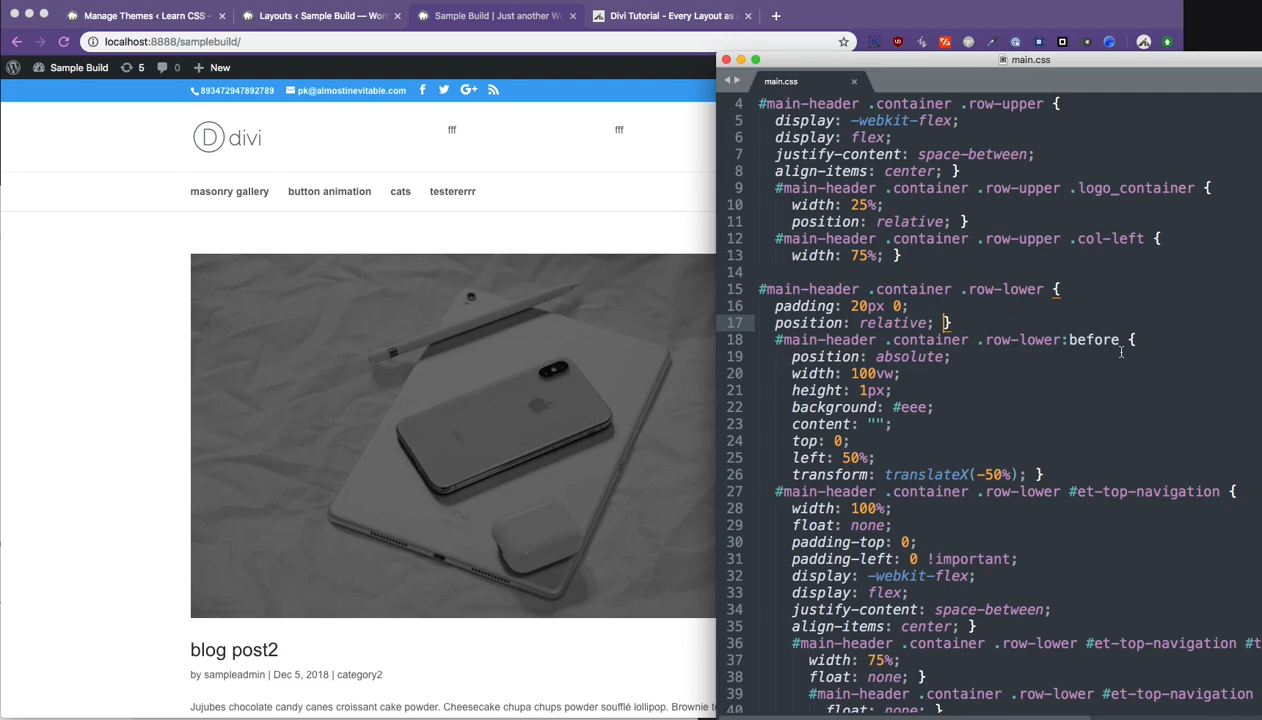 Manage Themes ‹ Learn CSS -
Layouts ‹ Sample Build — Wor
Sample Build | Just another W
Divi Tutorial - Every Layout as
localhost:8888/samplebuild/
Sample Build
5
0
New
893472947892789
pk@almostinevitable.com
divi
fff
fff
masonry gallery
button animation
cats
testererrr
blog post2
by sampleadmin | Dec 5, 2018 | category2
Jujubes chocolate candy canes croissant cake powder. Cheesecake chupa chups powder soufflé lollipop. Brownie to
main.css
main.css
4 #main-header .container .row-upper {
5 display: -webkit-flex;
6 display: flex;
7 justify-content: space-between;
8 align-items: center; }
9 #main-header .container .row-upper .logo_container {
10 width: 25%;
11 position: relative; }
12 #main-header .container .row-upper .col-left {
13 width: 75%; }
14
15 #main-header .container .row-lower {
16 padding: 20px 0;
17 position: relative; }
18 #main-header .container .row-lower:before {
19 position: absolute;
20 width: 100vw;
21 height: 1px;
22 background: #eee;
23 content: "";
24 top: 0;
25 left: 50%;
26 transform: translateX(-50%); }
27 #main-header .container .row-lower #et-top-navigation {
28 width: 100%;
29 float: none;
30 padding-top: 0;
31 padding-left: 0 !important;
32 display: -webkit-flex;
33 display: flex;
34 justify-content: space-between;
35 align-items: center; }
36 #main-header .container .row-lower #et-top-navigation #t
37 width: 75%;
38 float: none; }
39 #main-header .container .row-lower #et-top-navigation
40 float: none; }